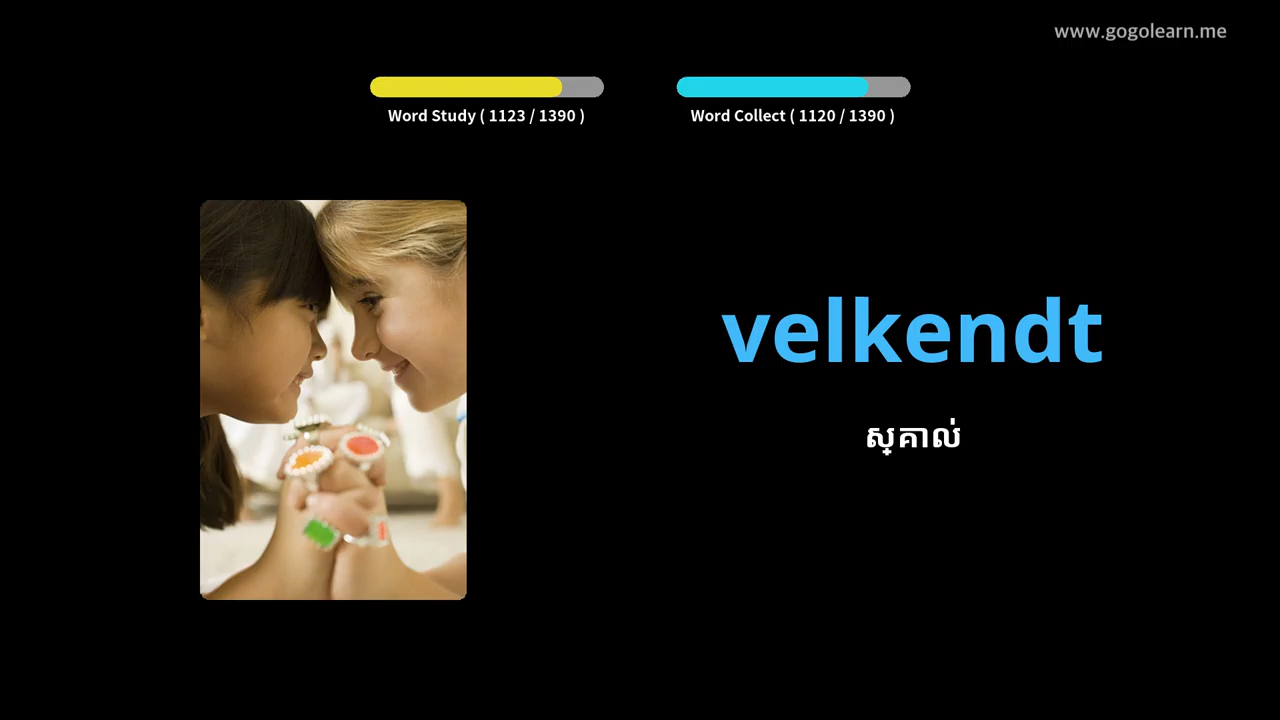 www.gogolearn.me
Word Study ( 1123 / 1390 )
Word Collect ( 1120 / 1390 )
velkendt
ស្គាល់